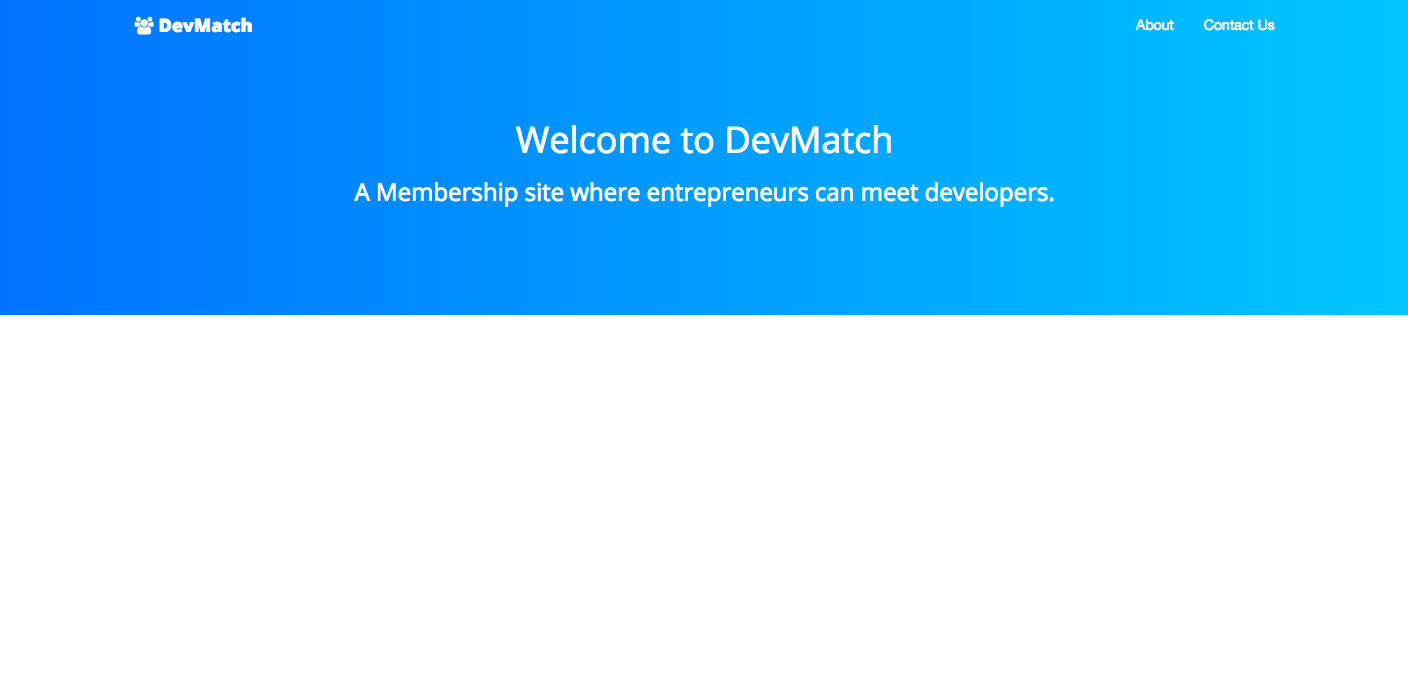 DevMatch
About
Contact Us
Welcome to DevMatch
A Membership site where entrepreneurs can meet developers.